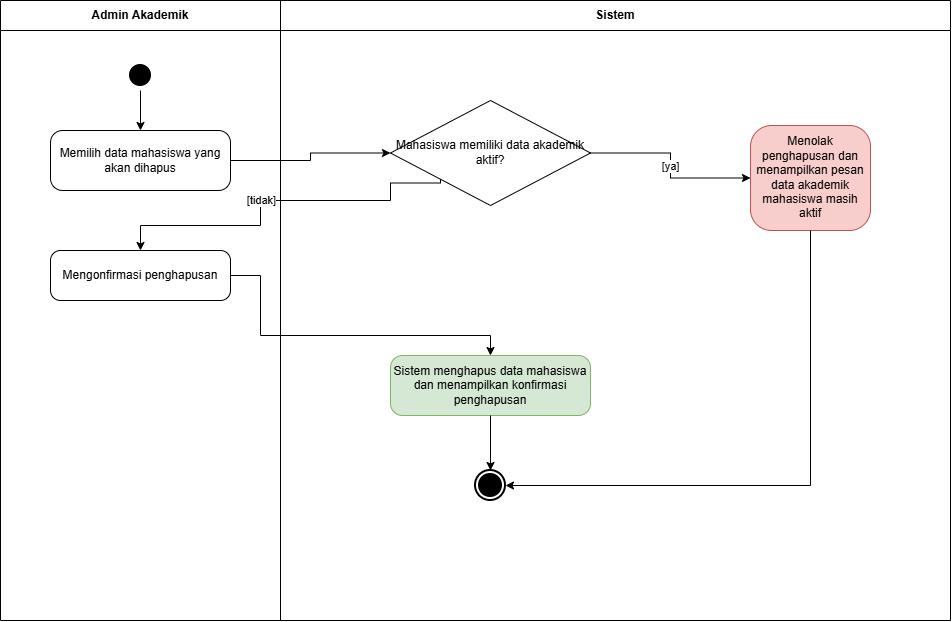 Admin Akademik
Sistem
Memilih data mahasiswa yang
akan dihapus
Mahasiswa memiliki data akademik
aktif?
[ya]
Menolak
penghapusan dan
menampilkan pesan
data akademik
mahasiswa masih
aktif
[tidak]
Mengonfirmasi penghapusan
Sistem menghapus data mahasiswa
dan menampilkan konfirmasi
penghapusan